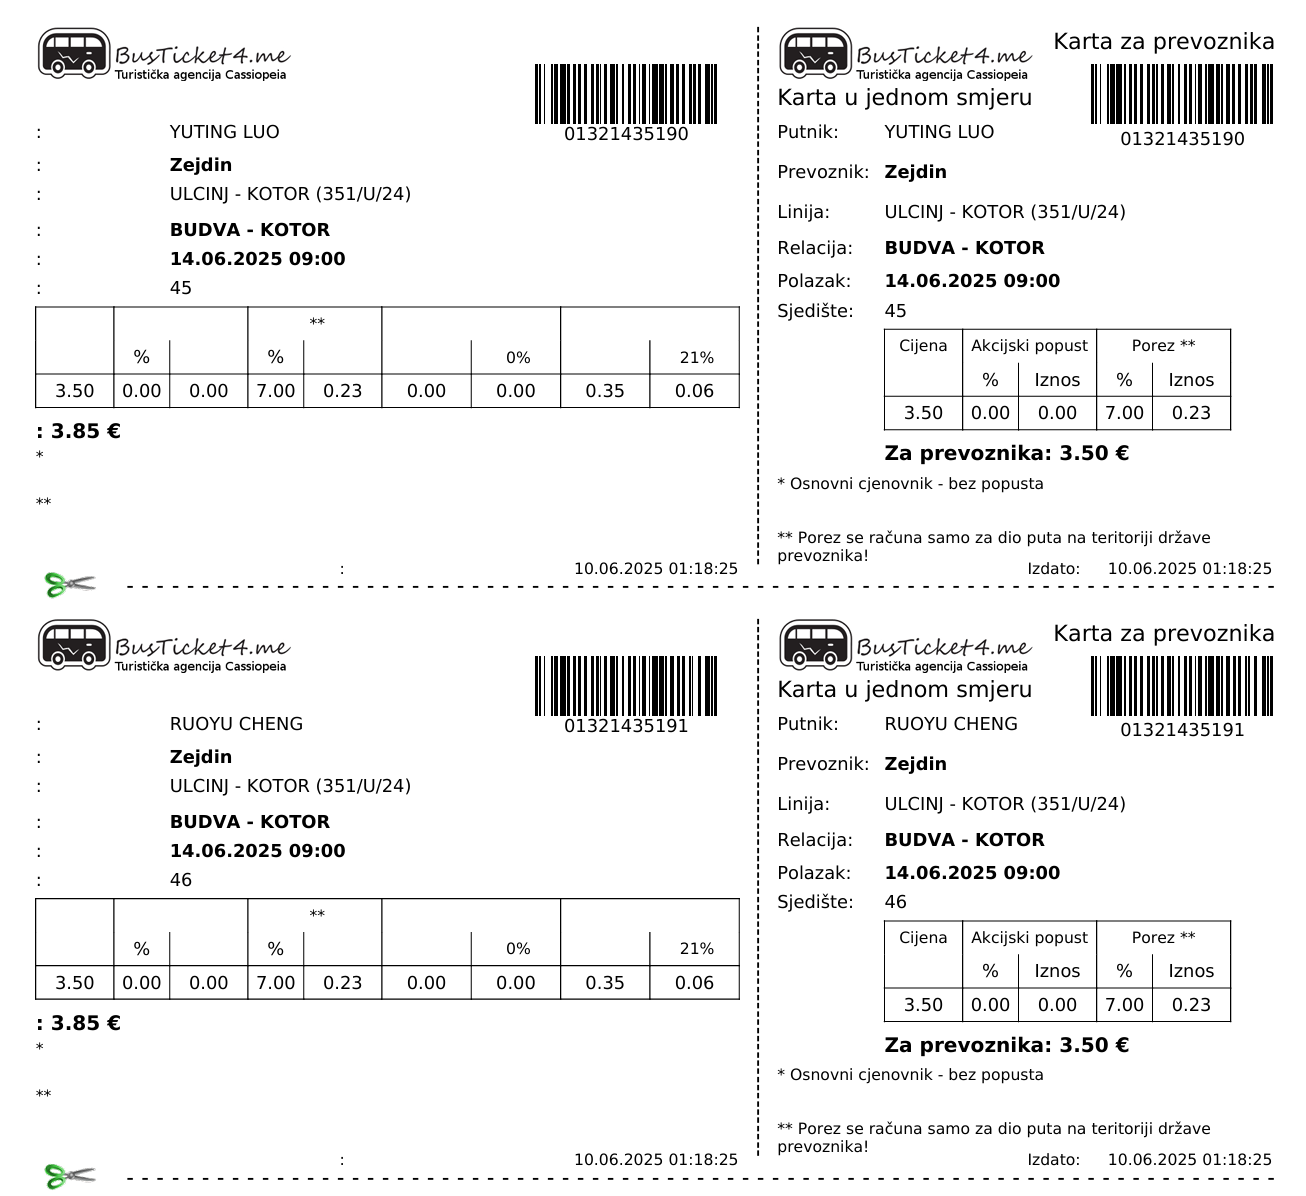 BusTicket4.me
Turistička agencija Cassiopeia
01321435190
: YUTING LUO
: Zejdin
: ULCINJ - KOTOR (351/U/24)
: BUDVA - KOTOR
: 14.06.2025 09:00
: 45
**
% % 0% 21%
3.50 0.00 0.00 7.00 0.23 0.00 0.00 0.35 0.06
: 3.85 €
*
**
: 10.06.2025 01:18:25
BusTicket4.me
Turistička agencija Cassiopeia
Karta za prevoznika
Karta u jednom smjeru
01321435190
Putnik: YUTING LUO
Prevoznik: Zejdin
Linija: ULCINJ - KOTOR (351/U/24)
Relacija: BUDVA - KOTOR
Polazak: 14.06.2025 09:00
Sjedište: 45
Cijena Akcijski popust Porez **
% Iznos % Iznos
3.50 0.00 0.00 7.00 0.23
Za prevoznika: 3.50 €
* Osnovni cjenovnik - bez popusta
** Porez se računa samo za dio puta na teritoriji države
prevoznika!
Izdato: 10.06.2025 01:18:25
BusTicket4.me
Turistička agencija Cassiopeia
01321435191
: RUOYU CHENG
: Zejdin
: ULCINJ - KOTOR (351/U/24)
: BUDVA - KOTOR
: 14.06.2025 09:00
: 46
**
% % 0% 21%
3.50 0.00 0.00 7.00 0.23 0.00 0.00 0.35 0.06
: 3.85 €
*
**
: 10.06.2025 01:18:25
BusTicket4.me
Turistička agencija Cassiopeia
Karta za prevoznika
Karta u jednom smjeru
01321435191
Putnik: RUOYU CHENG
Prevoznik: Zejdin
Linija: ULCINJ - KOTOR (351/U/24)
Relacija: BUDVA - KOTOR
Polazak: 14.06.2025 09:00
Sjedište: 46
Cijena Akcijski popust Porez **
% Iznos % Iznos
3.50 0.00 0.00 7.00 0.23
Za prevoznika: 3.50 €
* Osnovni cjenovnik - bez popusta
** Porez se računa samo za dio puta na teritoriji države
prevoznika!
Izdato: 10.06.2025 01:18:25